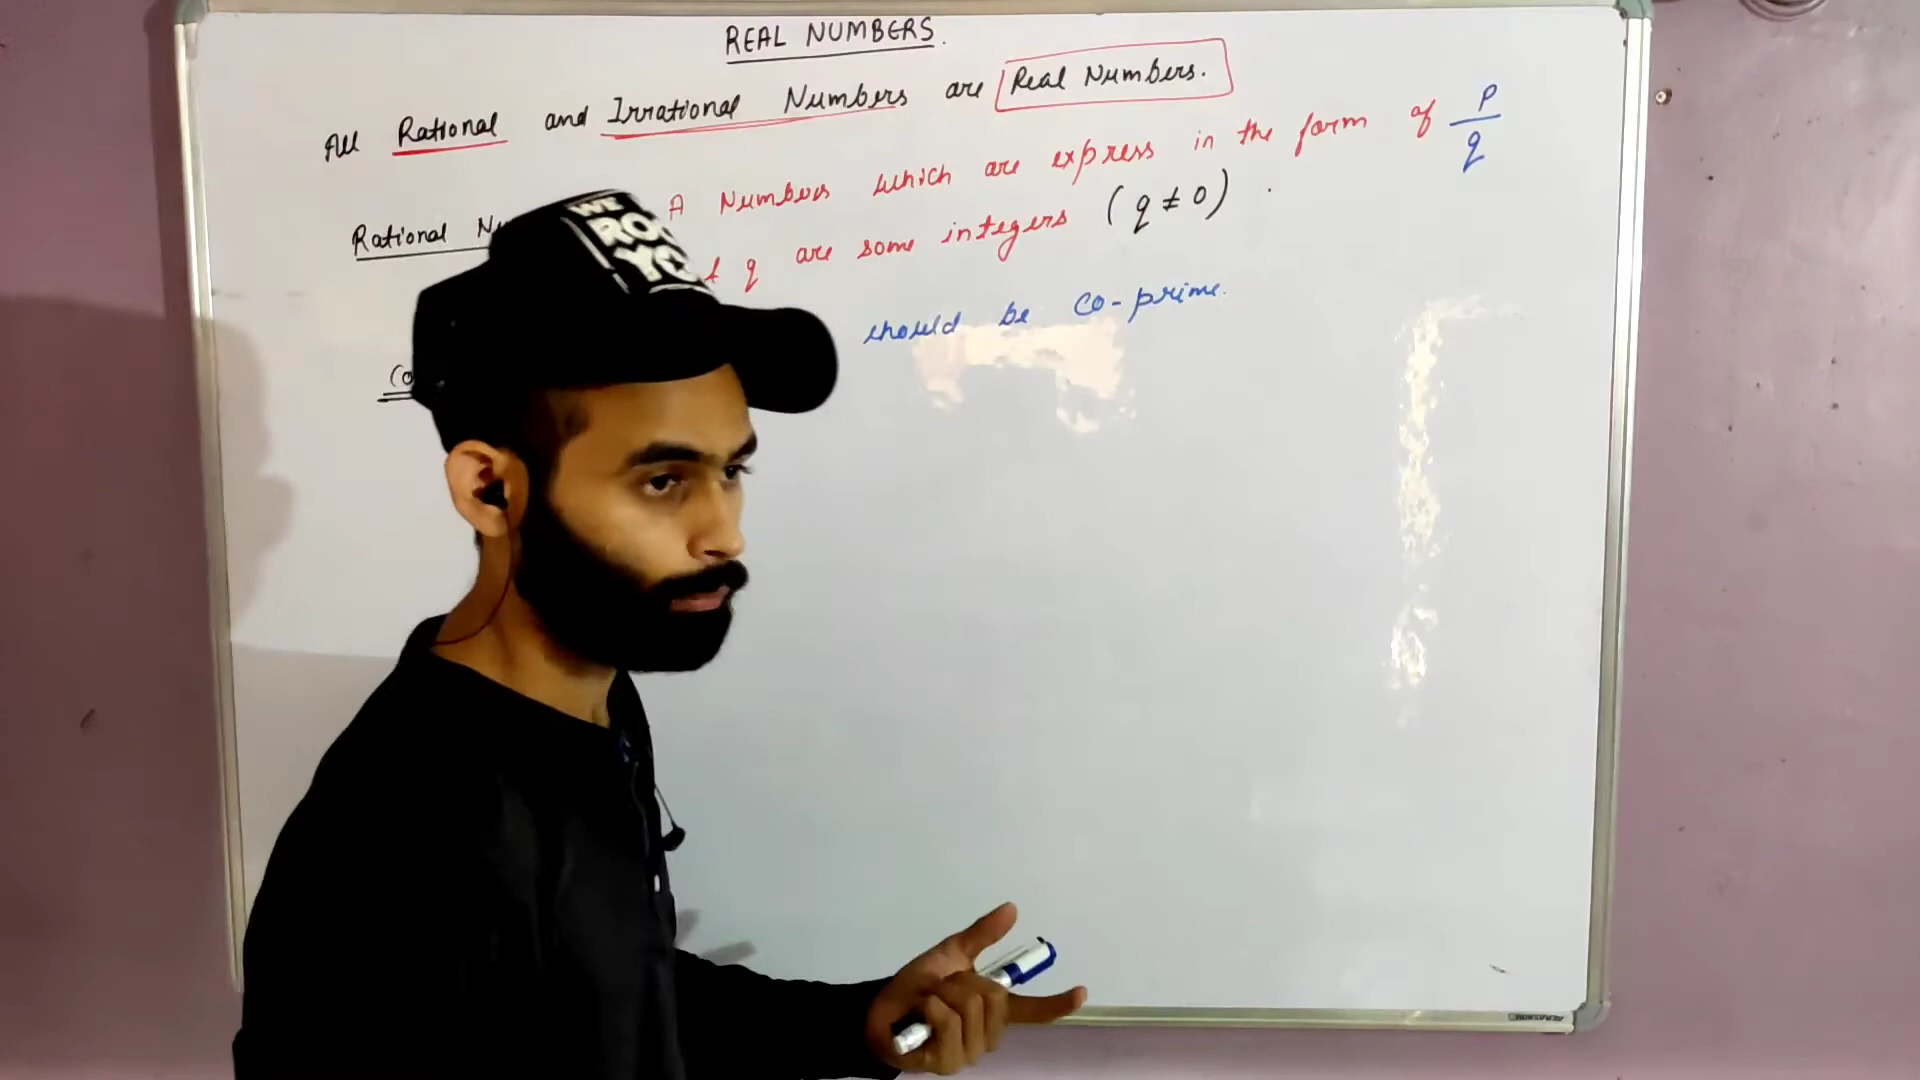 REAL NUMBERS.
All Rational and Irrational Numbers are Real Numbers.
Rational A Numbers which are express in the form of P/q
q are some integers (q ≠ 0).
should be Co-prime.
WE